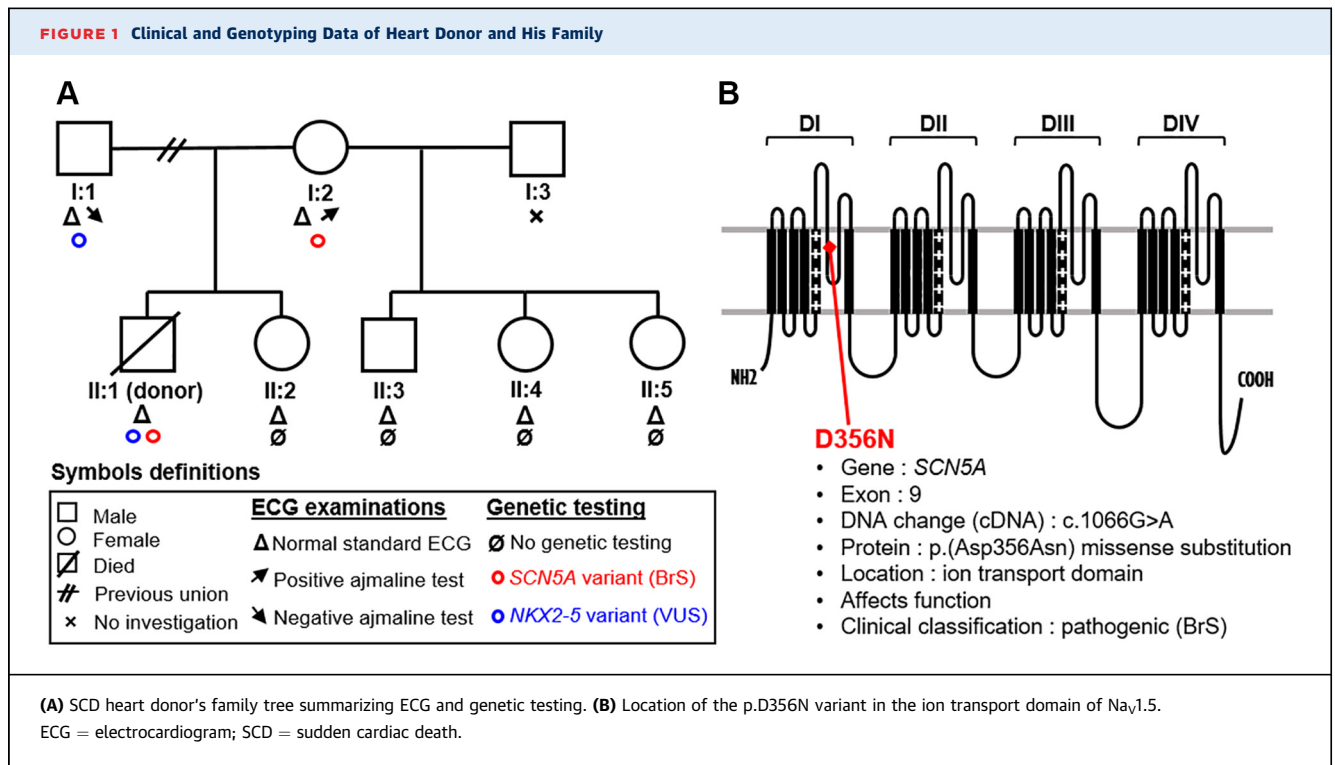 FIGURE 1 Clinical and Genotyping Data of Heart Donor and His Family
A
I:1
I:2
I:3
Δ
Δ
×
II:1 (donor)
II:2
II:3
II:4
II:5
Δ
Δ
Δ
Δ
Δ
Ø
Ø
Ø
Ø
Symbols definitions
Male
Female
Died
Previous union
× No investigation
ECG examinations
Δ Normal standard ECG
Positive ajmaline test
Negative ajmaline test
Genetic testing
Ø No genetic testing
SCN5A variant (BrS)
NKX2-5 variant (VUS)
B
DI
DII
DIII
DIV
NH2
COOH
D356N
• Gene : SCN5A
• Exon : 9
• DNA change (cDNA) : c.1066G>A
• Protein : p.(Asp356Asn) missense substitution
• Location : ion transport domain
• Affects function
• Clinical classification : pathogenic (BrS)
(A) SCD heart donor's family tree summarizing ECG and genetic testing. (B) Location of the p.D356N variant in the ion transport domain of NaV1.5.
ECG = electrocardiogram; SCD = sudden cardiac death.